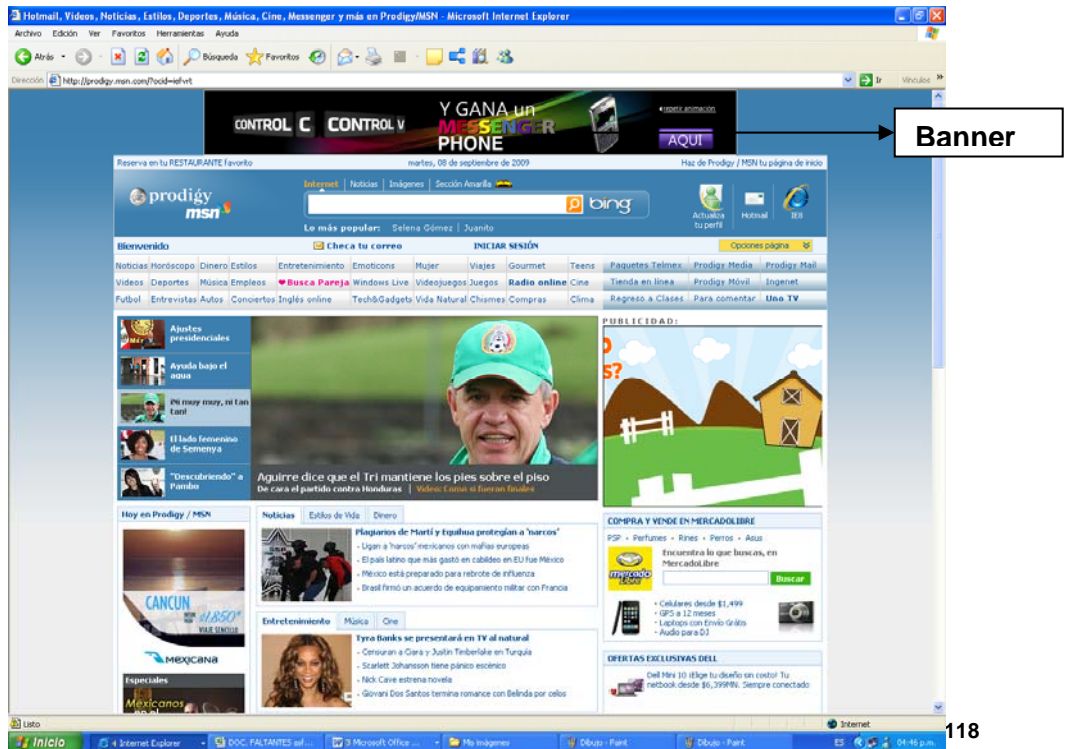 Hotmail, Videos, Noticias, Estilos, Deportes, Música, Cine, Messenger y más en Prodigy/MSN - Microsoft Internet Explorer
Archivo Edición Ver Favoritos Herramientas Ayuda
Atrás Búsqueda Favoritos
Dirección http://prodigy.msn.com/?ocid=iefvrt Ir Vínculos »
CONTROL C CONTROL V
Y GANA un
MESSENGER
PHONE
repetir animación
AQUI
Banner
Reserva en tu RESTAURANTE favorito martes, 08 de septiembre de 2009 Haz de Prodigy / MSN tu página de inicio
prodigy
msn
Internet | Noticias | Imágenes | Sección Amarilla
bing
Lo más popular: Selena Gómez | Juanito
Actualiza tu perfil
Hotmail
IE8
Bienvenido Checa tu correo INICIAR SESIÓN Opciones página
Noticias Horóscopo Dinero Estilos Entretenimiento Emoticons Mujer Viajes Gourmet Teens Paquetes Telmex Prodigy Media Prodigy Mail
Videos Deportes Música Empleos Busca Pareja Windows Live Videojuegos Juegos Radio online Cine Tienda en línea Prodigy Móvil Ingenet
Futbol Entrevistas Autos Conciertos Inglés online Tech&Gadgets Vida Natural Chismes Compras Clima Regreso a Clases Para comentar Uno TV
Ajustes
presidenciales
Ayuda bajo el
agua
¡Ni muy muy, ni tan
tan!
El lado femenino
de Semenya
"Descubriendo" a
Pambo
Aguirre dice que el Tri mantiene los pies sobre el piso
De cara el partido contra Honduras | Video: Como si fueran finales
PUBLICIDAD:
o
s?
Hoy en Prodigy / MSN
CANCUN
$1,850*
VIAJE SENCILLO
mexicana
Especiales
Mexicanos
en el
Noticias Estilos de Vida Dinero
Plagiarios de Martí y Equihua protegían a 'narcos'
- Ligan a 'narcos' mexicanos con mafias europeas
- El país latino que más gastó en cabildeo en EU fue México
- México está preparado para rebrote de influenza
- Brasil firmó un acuerdo de equipamiento militar con Francia
Entretenimiento Música Cine
Tyra Banks se presentará en TV al natural
- Censuran a Ciara y Justin Timberlake en Turquía
- Scarlett Johansson tiene pánico escénico
- Nick Cave estrena novela
- Giovani Dos Santos termina romance con Belinda por celos
COMPRA Y VENDE EN MERCADOLIBRE
PSP - Perfumes - Rines - Perros - Asus
mercado
libre
Encuentra lo que buscas, en
MercadoLibre
Buscar
- Celulares desde $1,499
- GPS a 12 meses
- Laptops con Envío Grátis
- Audio para DJ
OFERTAS EXCLUSIVAS DELL
Dell Mini 10 ¡Elige tu diseño sin costo! Tu
netbook desde $6,399MN. Siempre conectado
Listo Internet
118
Inicio 4 Internet Explorer DOC. FALTANTES 3 Microsoft Office ... Mis imágenes Dibujo - Paint Dibujo - Paint ES 04:46 p.m.